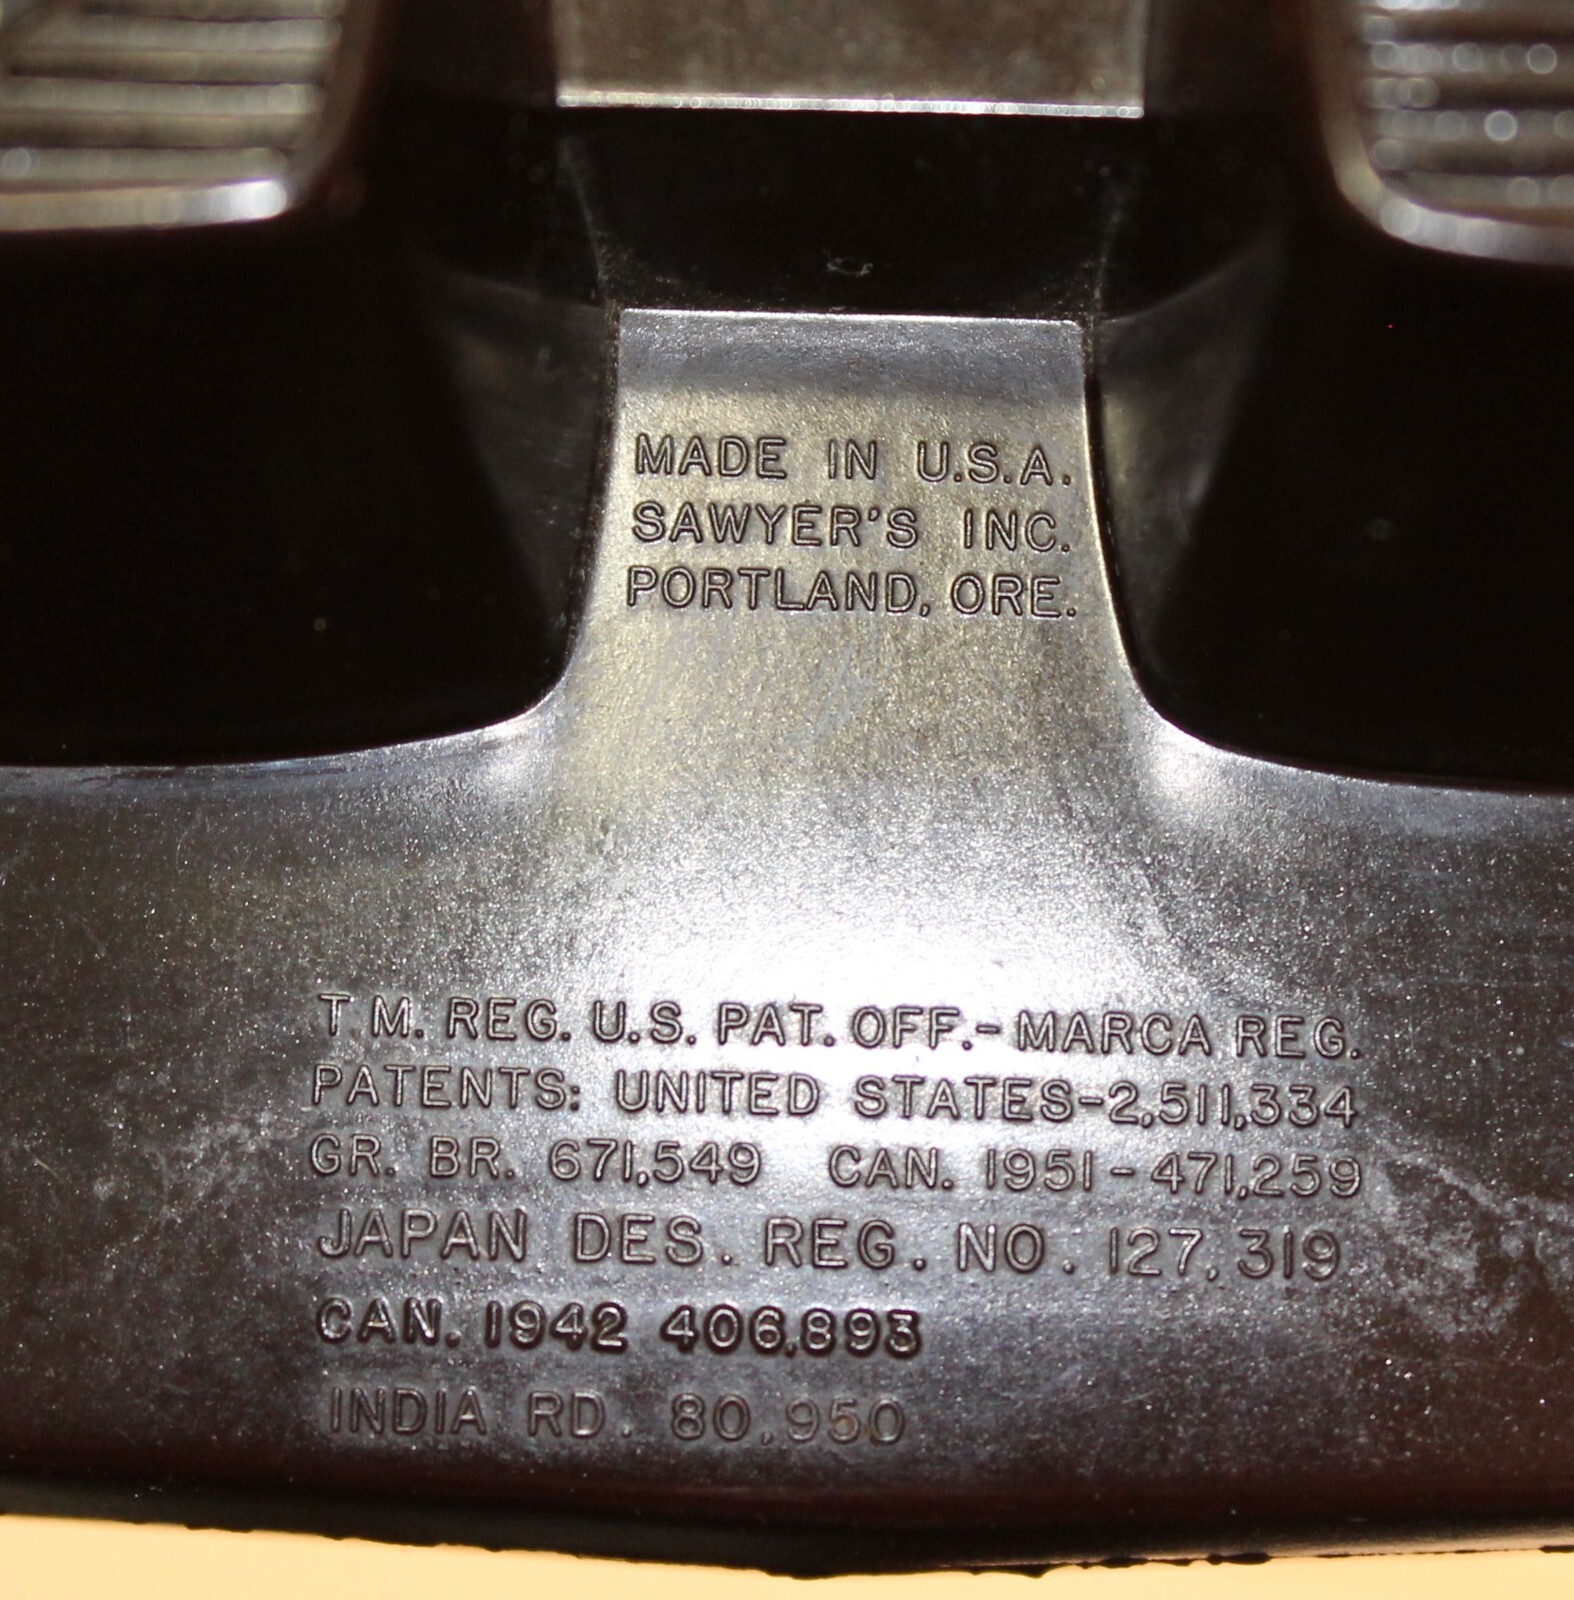 MADE IN U.S.A.
SAWYER'S INC.
PORTLAND, ORE.
T M. REG. U.S. PAT. OFF.-MARCA REG.
PATENTS: UNITED STATES-2,511,334
GR. BR. 671,549 CAN. 1951-471,259
JAPAN DES. REG. NO. 127,319
CAN. 1942 406,893
INDIA RD. 80,950